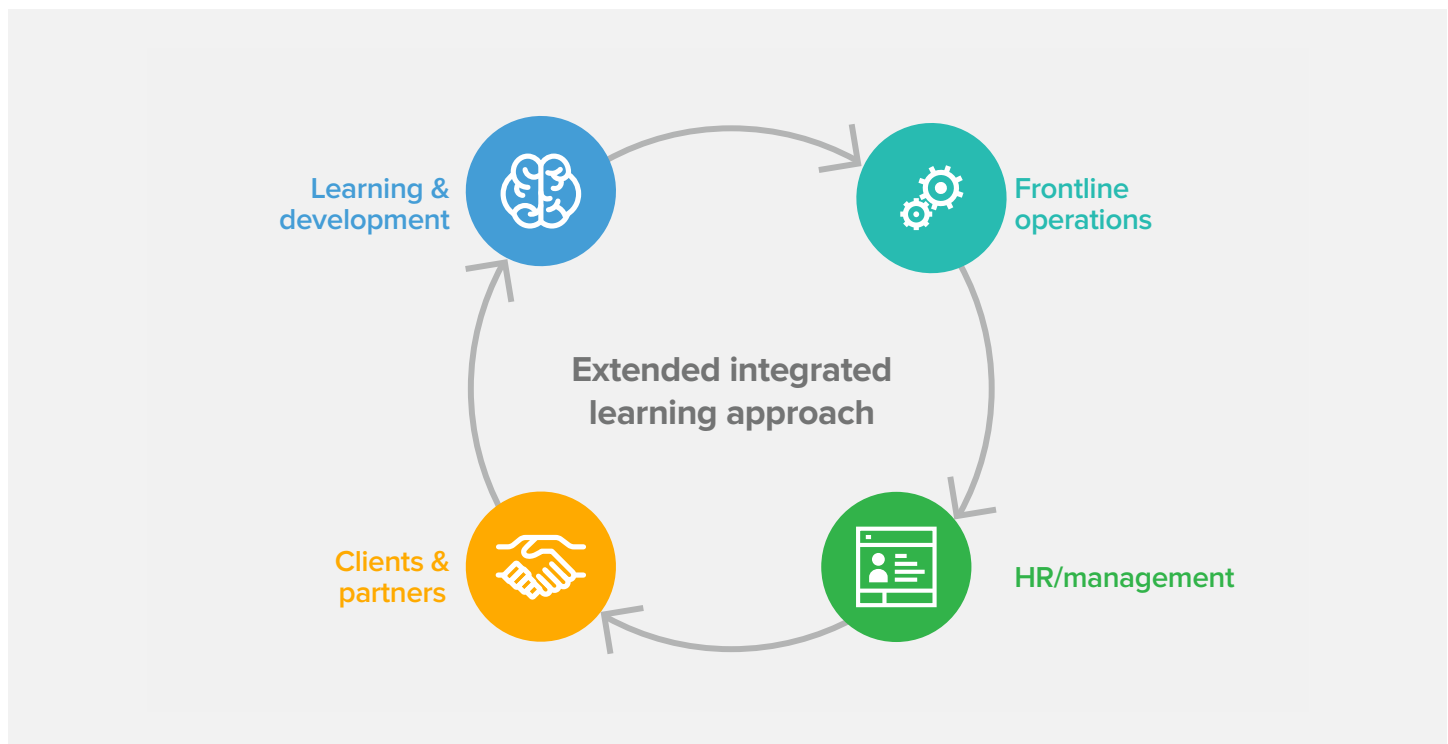 Learning &
development
Frontline
operations
Extended integrated
learning approach
Clients &
partners
HR/management